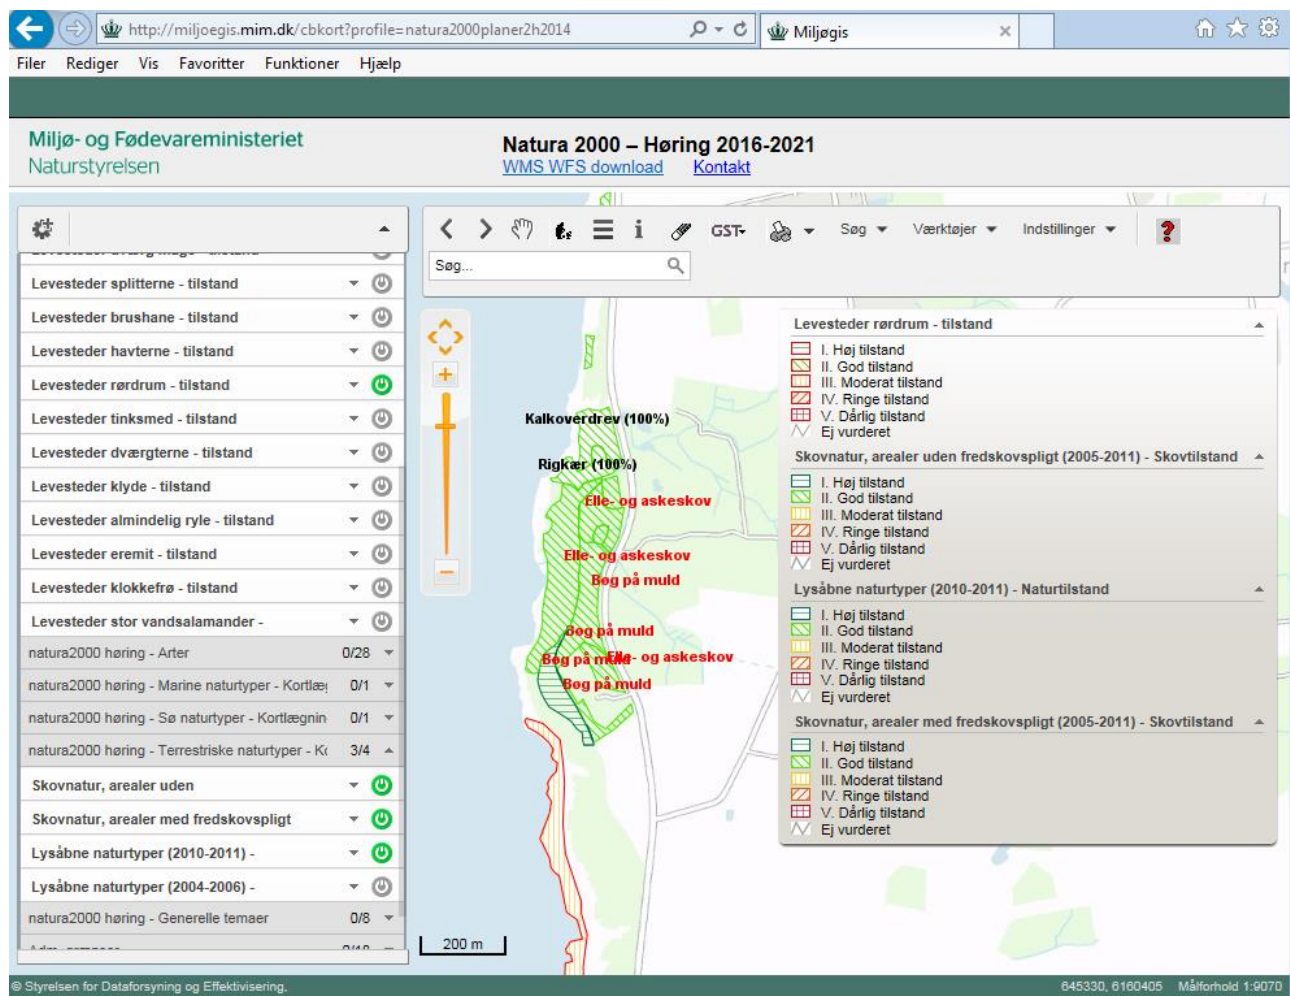 http://miljoegis.mim.dk/cbkort?profile=natura2000planer2h2014
Miljøgis
Filer Rediger Vis Favoritter Funktioner Hjælp
Miljø- og Fødevareministeriet
Naturstyrelsen
Natura 2000 – Høring 2016-2021
WMS WFS download Kontakt
GST
Søg
Værktøjer
Indstillinger
?
Søg...
Levesteder splitterne - tilstand
Levesteder brushane - tilstand
Levesteder havterne - tilstand
Levesteder rørdrum - tilstand
Levesteder tinksmed - tilstand
Levesteder dværgterne - tilstand
Levesteder klyde - tilstand
Levesteder almindelig ryle - tilstand
Levesteder eremit - tilstand
Levesteder klokkefrø - tilstand
Levesteder stor vandsalamander -
natura2000 høring - Arter 0/28
natura2000 høring - Marine naturtyper - Kortlæg 0/1
natura2000 høring - Sø naturtyper - Kortlægnin 0/1
natura2000 høring - Terrestriske naturtyper - Ko 3/4
Skovnatur, arealer uden
Skovnatur, arealer med fredskovspligt
Lysåbne naturtyper (2010-2011) -
Lysåbne naturtyper (2004-2006) -
natura2000 høring - Generelle temaer 0/8
Kalkoverdrev (100%)
Rigkær (100%)
Elle- og askeskov
Elle- og askeskov
Bøg på muld
Bøg på muld
Bøg på muld
Elle- og askeskov
Bøg på muld
200 m
Levesteder rørdrum - tilstand
I. Høj tilstand
II. God tilstand
III. Moderat tilstand
IV. Ringe tilstand
V. Dårlig tilstand
Ej vurderet
Skovnatur, arealer uden fredskovspligt (2005-2011) - Skovtilstand
I. Høj tilstand
II. God tilstand
III. Moderat tilstand
IV. Ringe tilstand
V. Dårlig tilstand
Ej vurderet
Lysåbne naturtyper (2010-2011) - Naturtilstand
I. Høj tilstand
II. God tilstand
III. Moderat tilstand
IV. Ringe tilstand
V. Dårlig tilstand
Ej vurderet
Skovnatur, arealer med fredskovspligt (2005-2011) - Skovtilstand
I. Høj tilstand
II. God tilstand
III. Moderat tilstand
IV. Ringe tilstand
V. Dårlig tilstand
Ej vurderet
© Styrelsen for Dataforsyning og Effektivisering.
645330, 6160405 Målforhold 1:9070